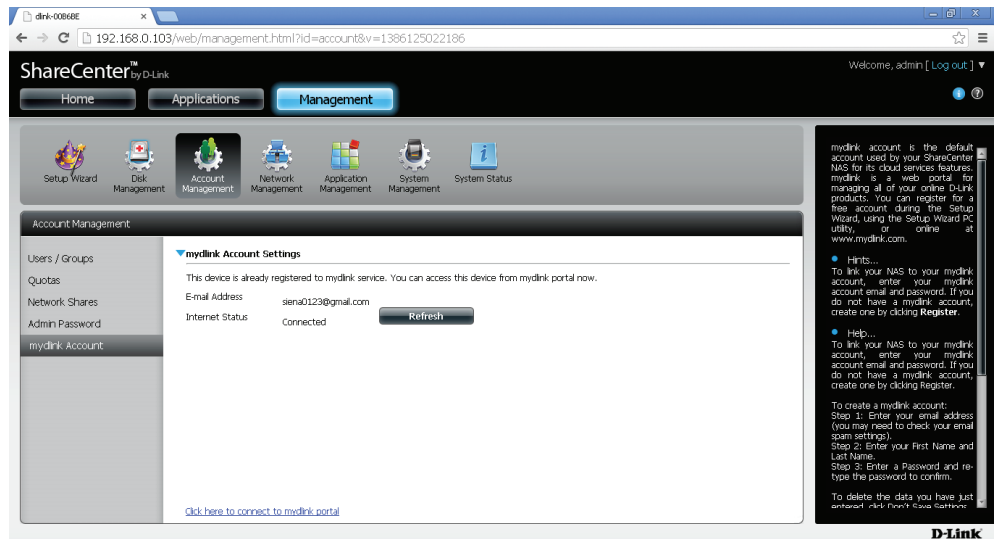 dlink-00B6BE
192.168.0.103/web/management.html?id=account&v=1386125022186
ShareCenter™ by D-Link
Welcome, admin [ Log out ] ▼
Home
Applications
Management
Setup Wizard
Disk Management
Account Management
Network Management
Application Management
System Management
System Status
Account Management
Users / Groups
Quotas
Network Shares
Admin Password
mydlink Account
mydlink Account Settings
This device is already registered to mydlink service. You can access this device from mydlink portal now.
E-mail Address
siena0123@gmail.com
Internet Status
Connected
Refresh
Click here to connect to mydlink portal
mydlink account is the default
account used by your ShareCenter
NAS for its cloud services features.
mydlink is a web portal for
managing all of your online D-Link
products. You can register for a
free account during the Setup
Wizard, using the Setup Wizard PC
utility, or online at
www.mydlink.com.
Hints...
To link your NAS to your mydlink
account, enter your mydlink
account email and password. If you
do not have a mydlink account,
create one by clicking Register.
Help...
To link your NAS to your mydlink
account, enter your mydlink
account email and password. If you
do not have a mydlink account,
create one by clicking Register.
To create a mydlink account:
Step 1: Enter your email address
(you may need to check your email
spam settings).
Step 2: Enter your First Name and
Last Name.
Step 3: Enter a Password and re-
type the password to confirm.
To delete the data you have just
entered, click Don't Save Settings.
D-Link